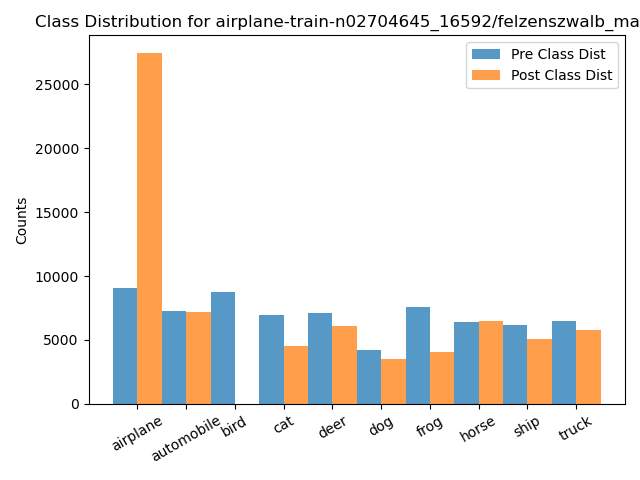 Class Distribution for airplane-train-n02704645_16592/felzenszwalb_ma
Pre Class Dist
Post Class Dist
Counts
25000
20000
15000
10000
5000
0
airplane
automobile
bird
cat
deer
dog
frog
horse
ship
truck